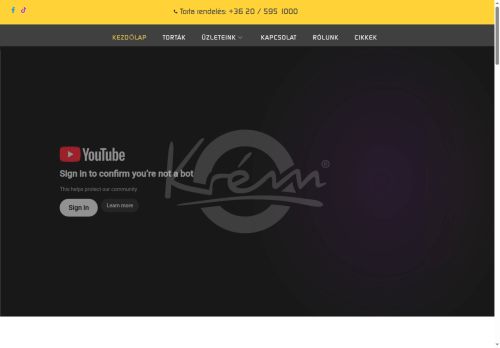 Torta rendelés: +36 20 / 595 1000
KEZDŐLAP TORTÁK ÜZLETEINK KAPCSOLAT RÓLUNK CIKKEK
YouTube
Sign in to confirm you're not a bot
This helps protect our community
Sign in Learn more
Krém®